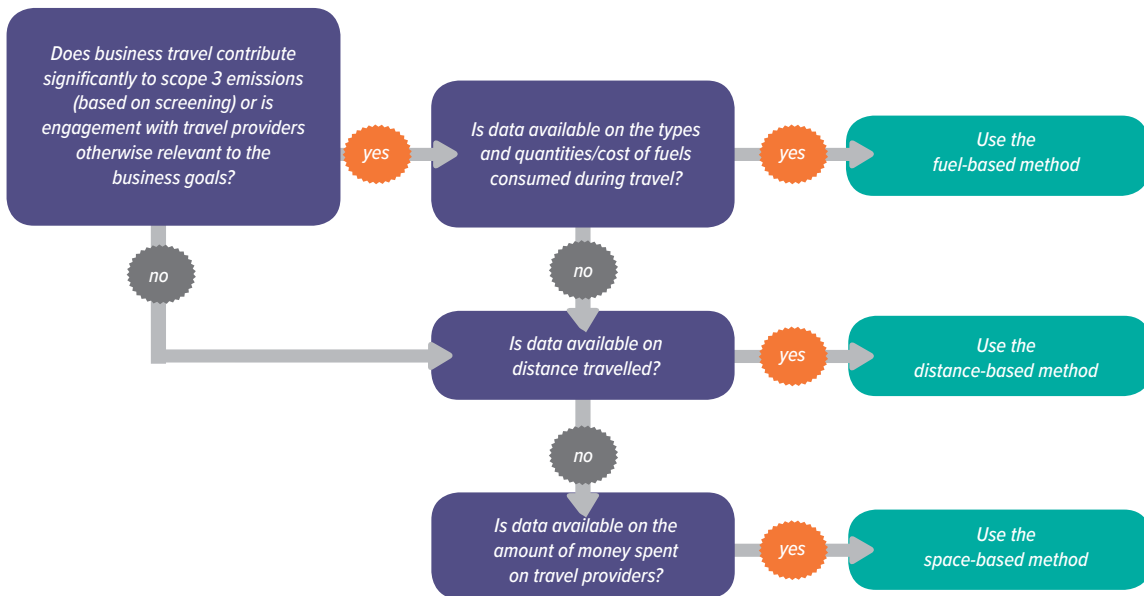 Does business travel contribute
significantly to scope 3 emissions
(based on screening) or is
engagement with travel providers
otherwise relevant to the
business goals?
yes
Is data available on the types
and quantities/cost of fuels
consumed during travel?
yes
Use the
fuel-based method
no
no
Is data available on
distance travelled?
yes
Use the
distance-based method
no
Is data available on the
amount of money spent
on travel providers?
yes
Use the
space-based method